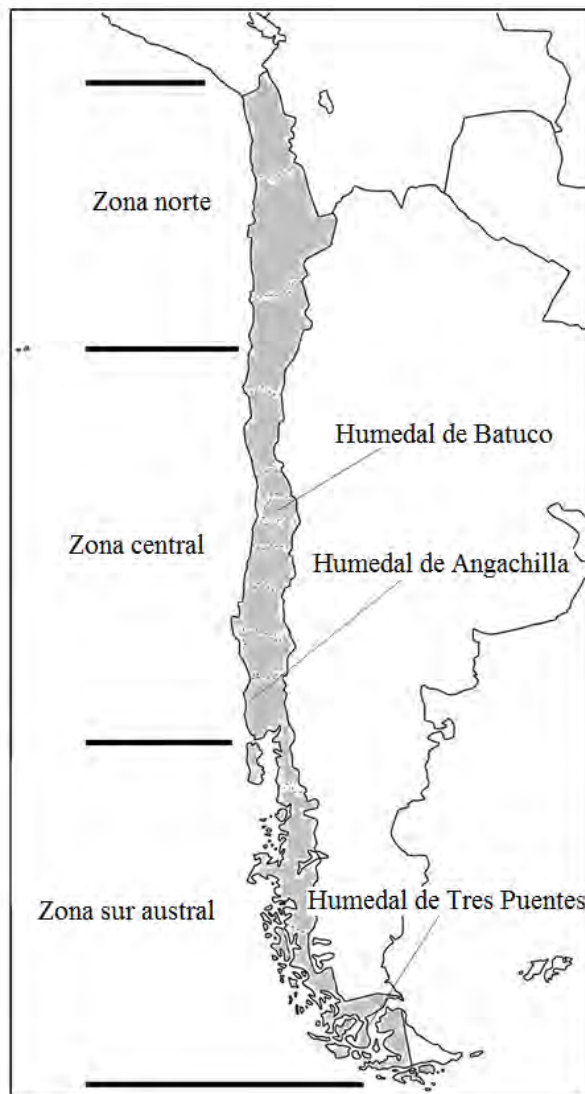 Zona norte
Humedal de Batuco
Zona central
Humedal de Angachilla
Humedal de Tres Puentes
Zona sur austral